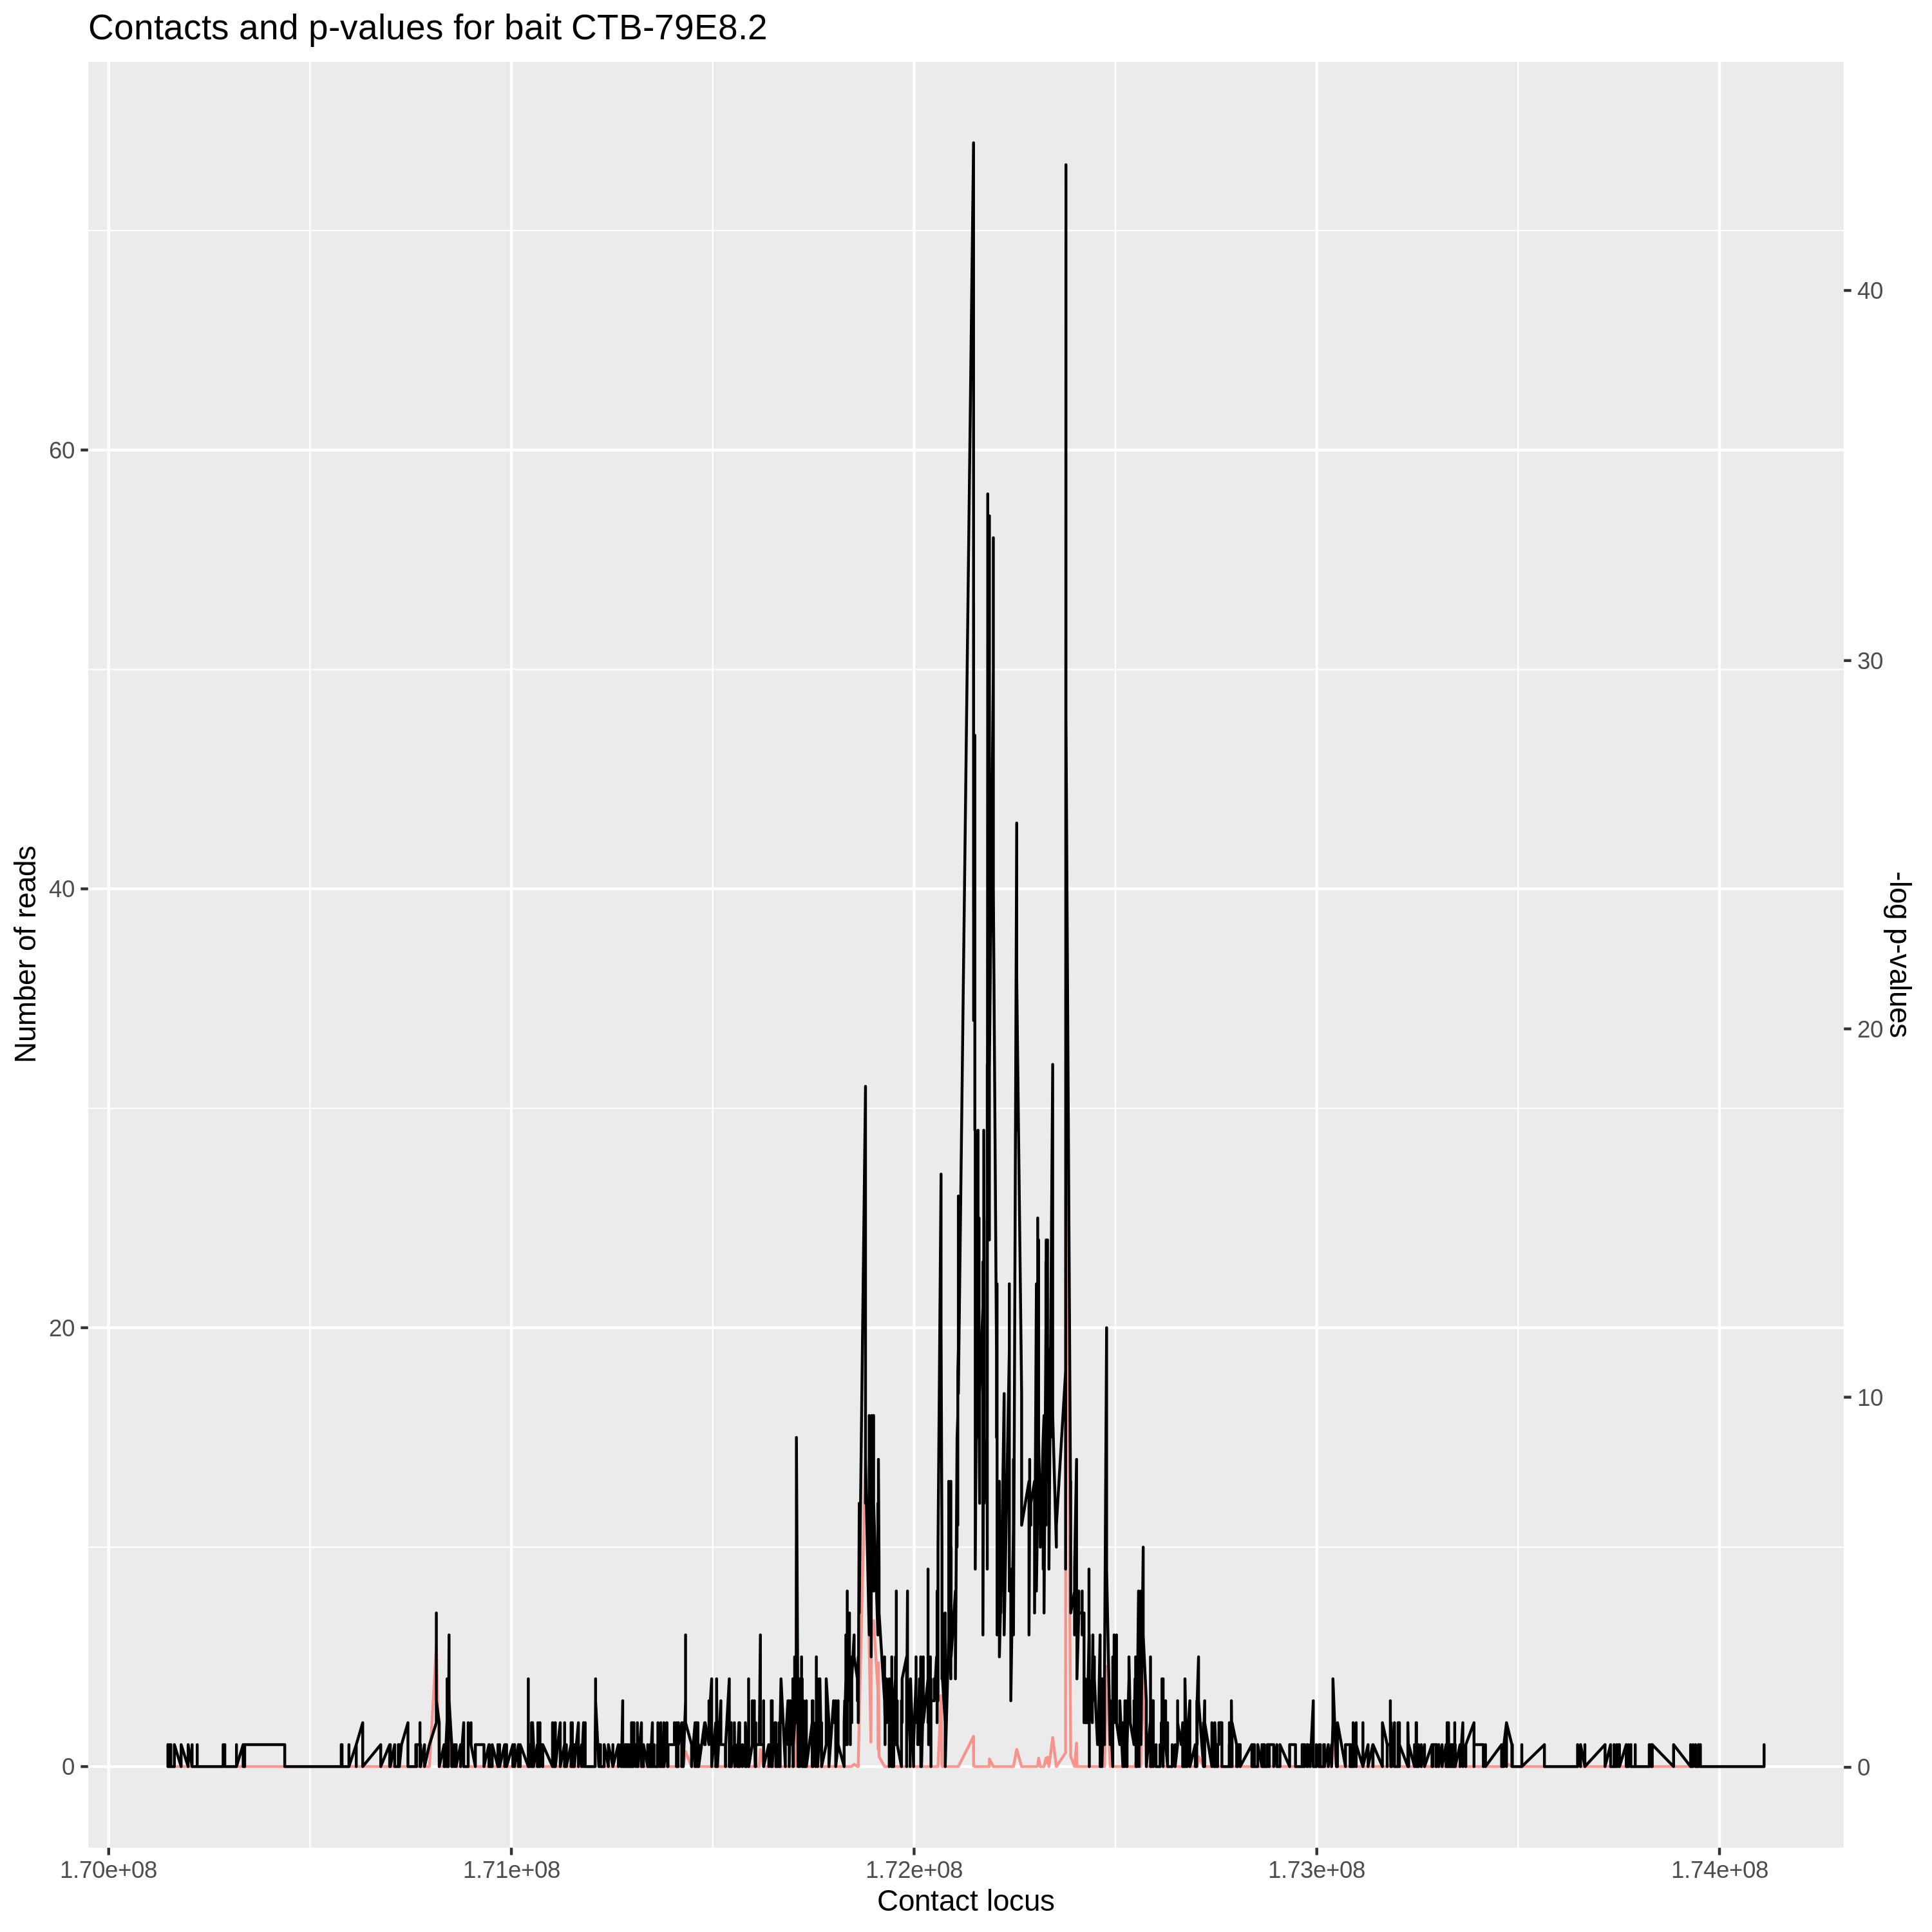 Contacts and p-values for bait CTB-79E8.2
Number of reads
60
40
20
0
40
30
20
10
0
-log p-values
1.70e+08
1.71e+08
1.72e+08
1.73e+08
1.74e+08
Contact locus